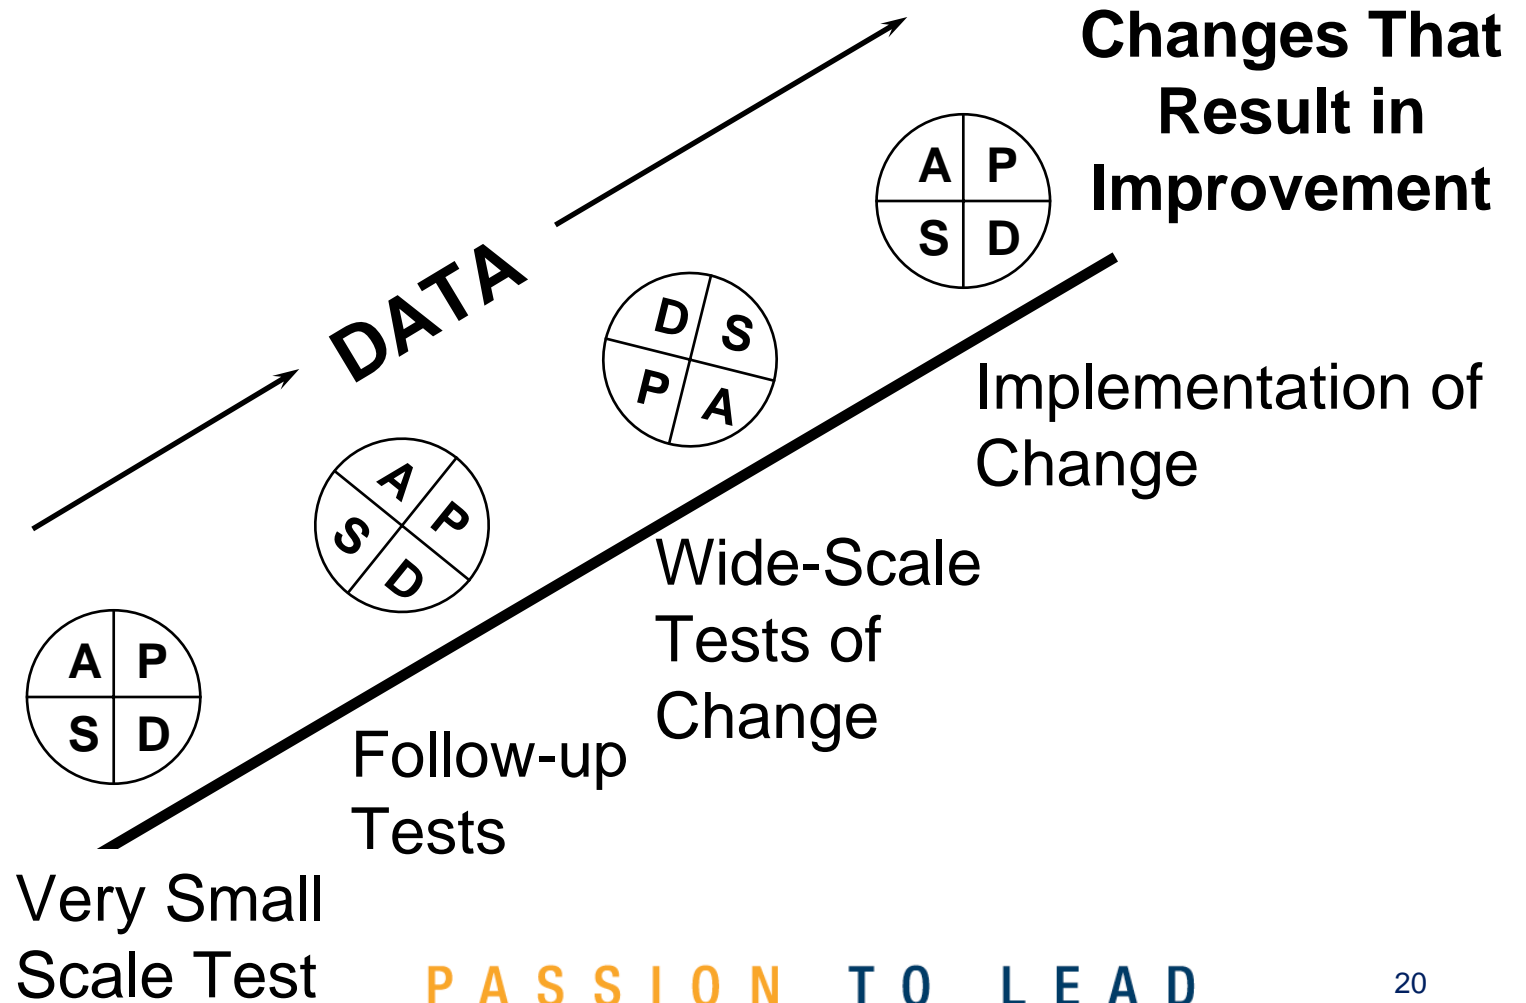 Changes That
Result in
Improvement
A P
S D
DATA
D S
P A
Implementation of
Change
A P
S D
Wide-Scale
Tests of
Change
A P
S D
Follow-up
Tests
Very Small
Scale Test
PASSION TO LEAD
20